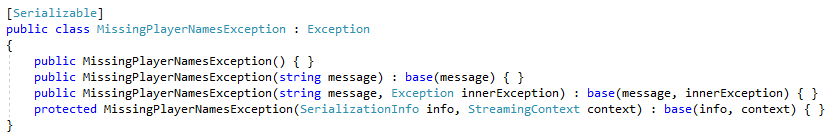 [Serializable]
public class MissingPlayerNamesException : Exception
{
    public MissingPlayerNamesException() { }
    public MissingPlayerNamesException(string message) : base(message) { }
    public MissingPlayerNamesException(string message, Exception innerException) : base(message, innerException) { }
    protected MissingPlayerNamesException(SerializationInfo info, StreamingContext context) : base(info, context) { }
}